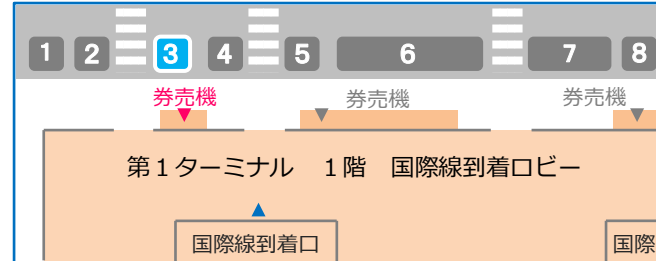 1 2 3 4 5 6 7 8
券売機 券売機 券売機
第1ターミナル 1階 国際線到着ロビー
国際線到着口 国際